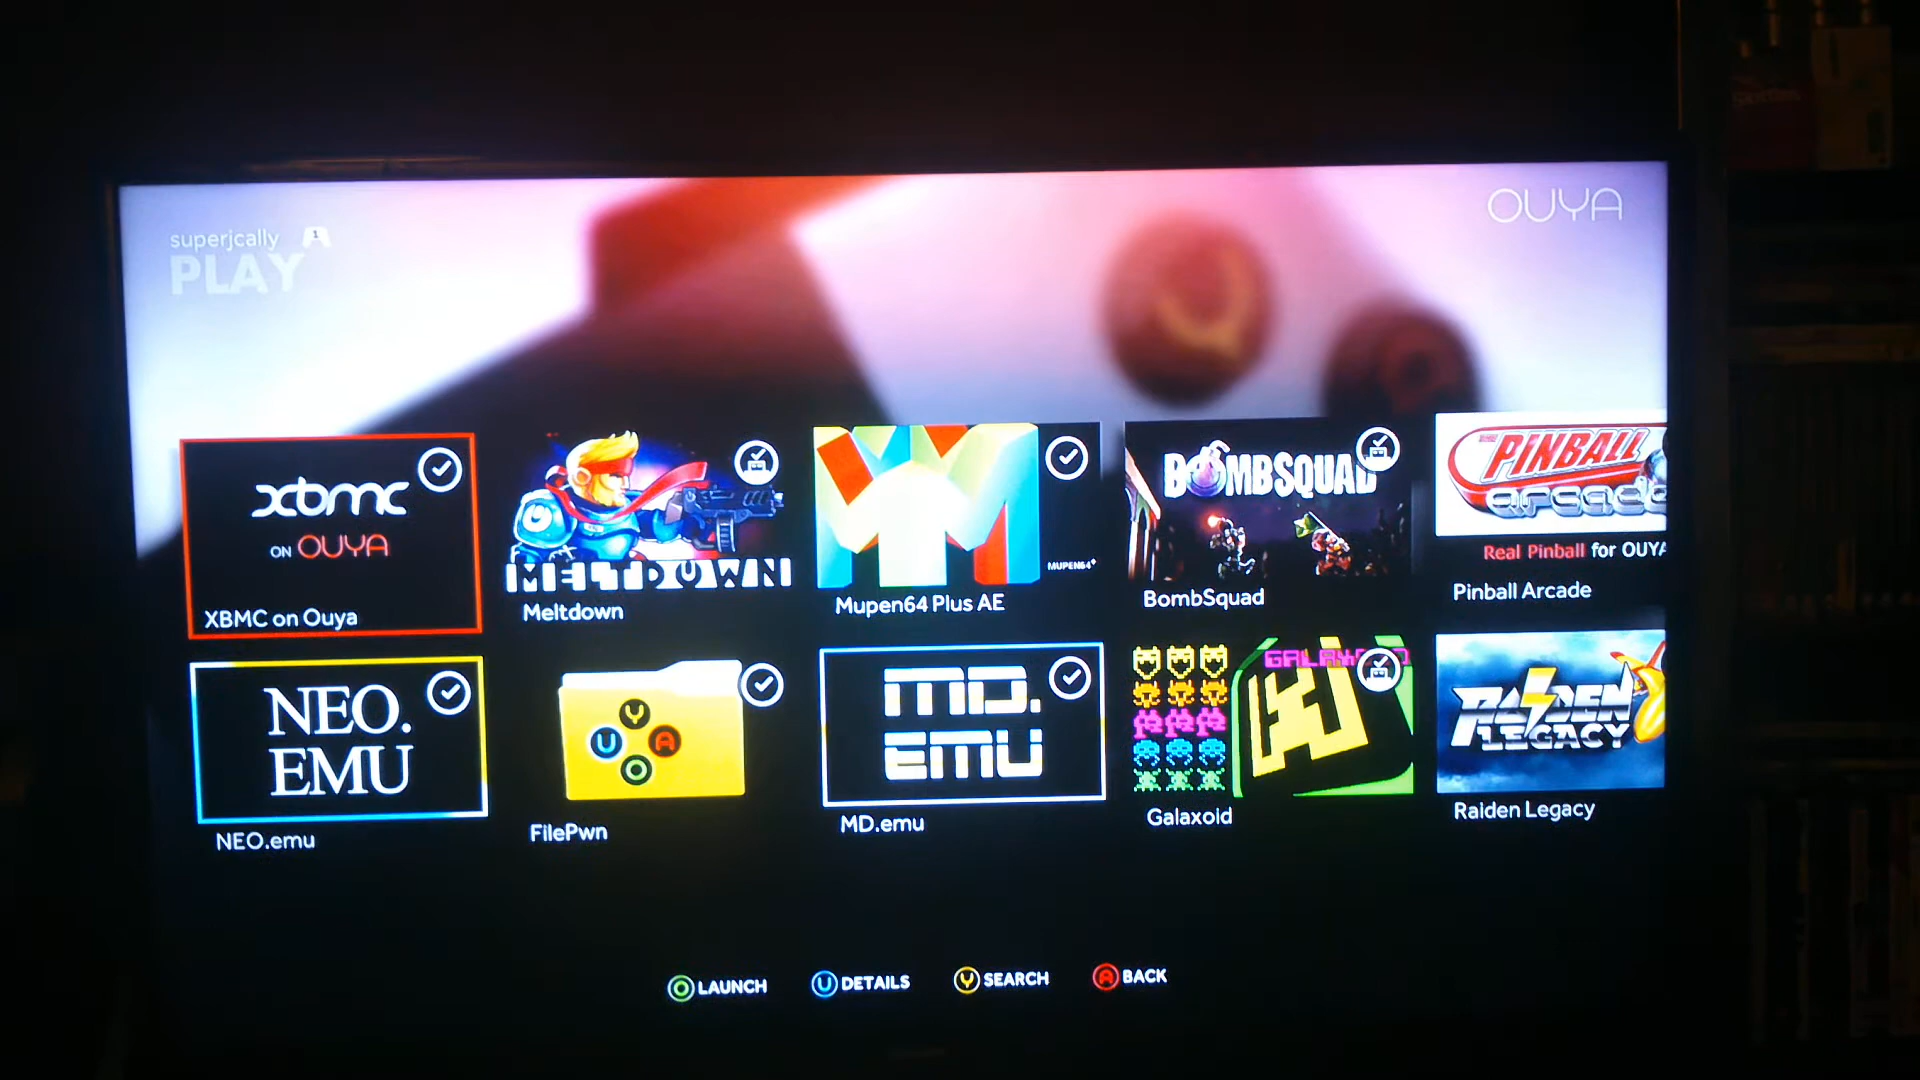 superjcally 1
PLAY
OUYA
xbmc
ON OUYA
XBMC on Ouya
MELTDOWN
Meltdown
MUPEN64+
Mupen64 Plus AE
BOMBSQUAD
BombSquad
PINBALL
arcade
Real Pinball for OUYA
Pinball Arcade
NEO.
EMU
NEO.emu
Y
U A
O
FilePwn
MD.
EMU
MD.emu
GALAXOID
Galaxoid
RAIDEN
LEGACY
Raiden Legacy
O LAUNCH U DETAILS Y SEARCH A BACK